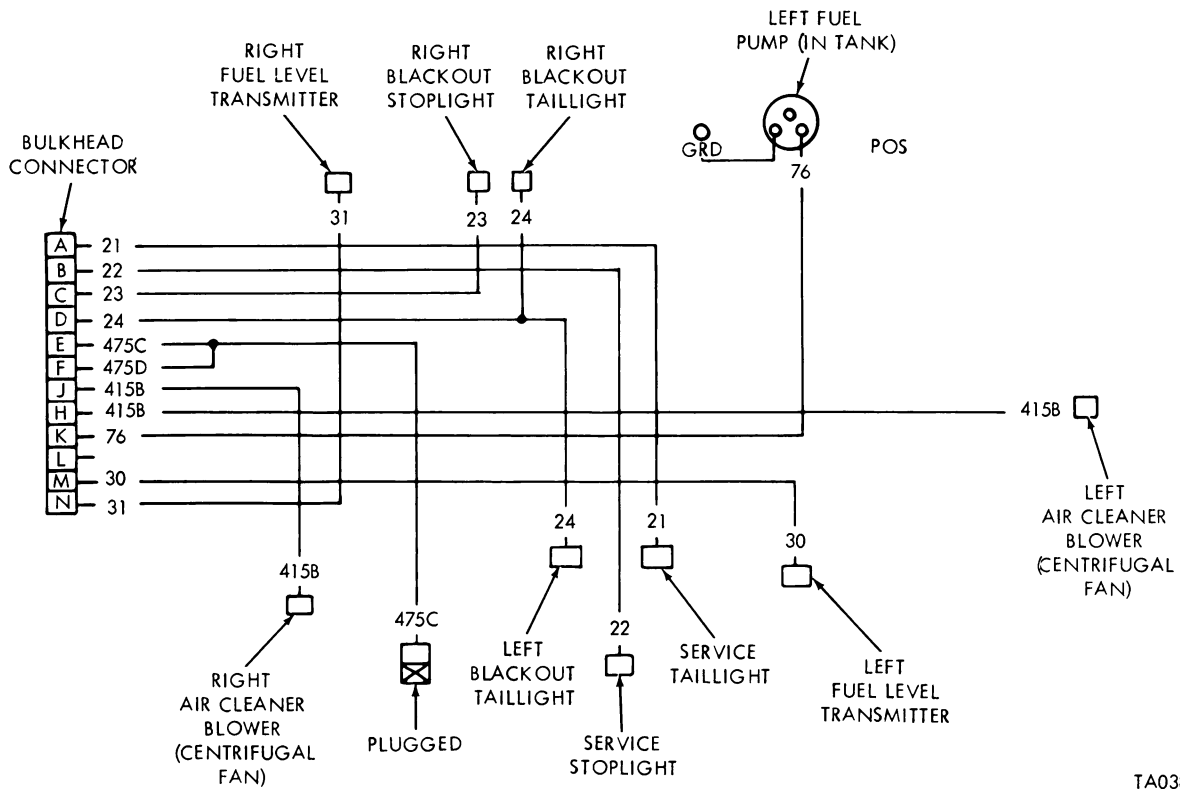 LEFT FUEL
PUMP (IN TANK)
RIGHT
FUEL LEVEL
TRANSMITTER
RIGHT
BLACKOUT
STOPLIGHT
RIGHT
BLACKOUT
TAILLIGHT
BULKHEAD
CONNECTOR
GRD
POS
76
31
23
24
A 21
B 22
C 23
D 24
E 475C
F 475D
J 415B
H 415B
K 76
L
M 30
N 31
415B
LEFT
AIR CLEANER
BLOWER
(CENTRIFUGAL
FAN)
24
21
30
415B
475C
22
RIGHT
AIR CLEANER
BLOWER
(CENTRIFUGAL
FAN)
PLUGGED
LEFT
BLACKOUT
TAILLIGHT
SERVICE
STOPLIGHT
SERVICE
TAILLIGHT
LEFT
FUEL LEVEL
TRANSMITTER